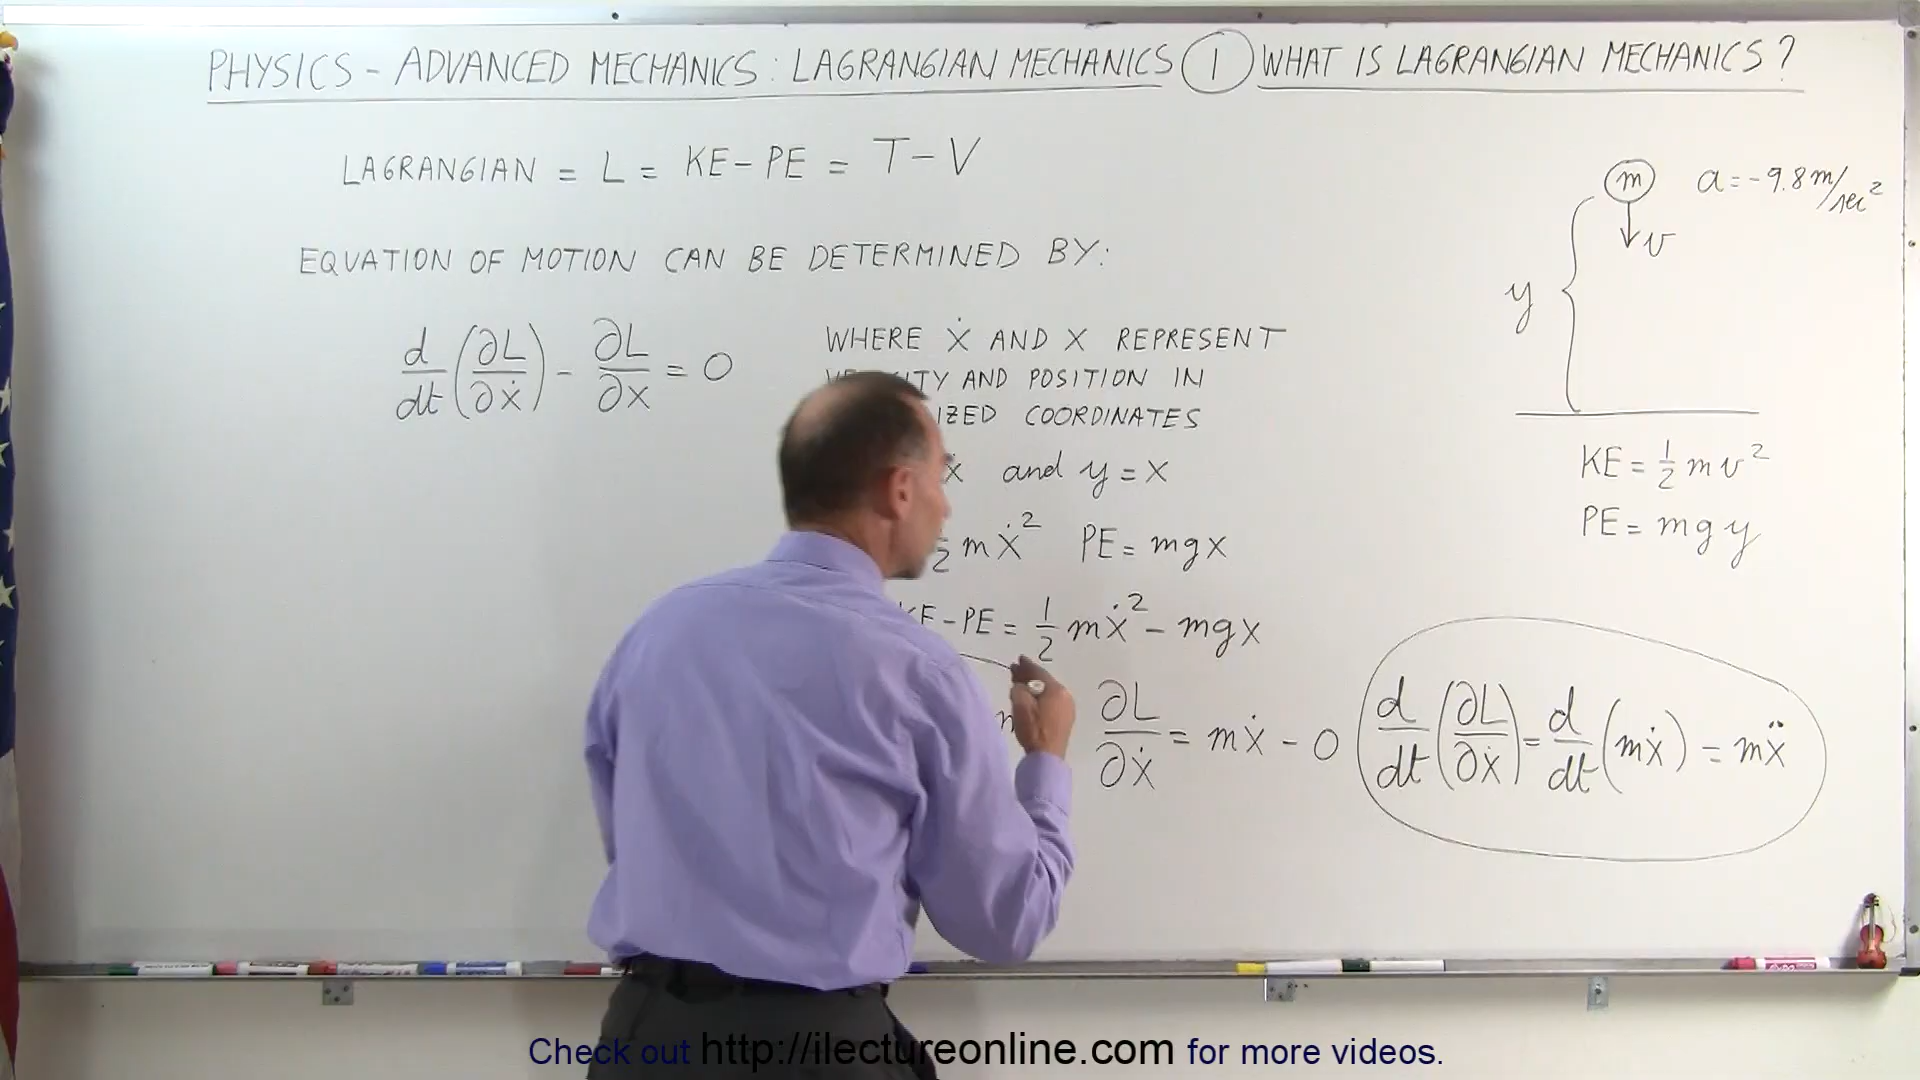 PHYSICS - ADVANCED MECHANICS: LAGRANGIAN MECHANICS ① WHAT IS LAGRANGIAN MECHANICS?
LAGRANGIAN = L = KE - PE = T - V
EQUATION OF MOTION CAN BE DETERMINED BY:
d/dt (∂L/∂ẋ) - ∂L/∂x = 0
WHERE ẋ AND X REPRESENT
AND POSITION IN
COORDINATES
ẋ and y = x
½ mẋ² PE = mgx
KE - PE = ½ mẋ² - mgx
∂L/∂ẋ = mẋ - 0
d/dt (∂L/∂ẋ) = d/dt (mẋ) = mẍ
m a = -9.8 m/sec²
v
y
KE = ½ m v²
PE = mgy
Check out http://ilectureonline.com for more videos.